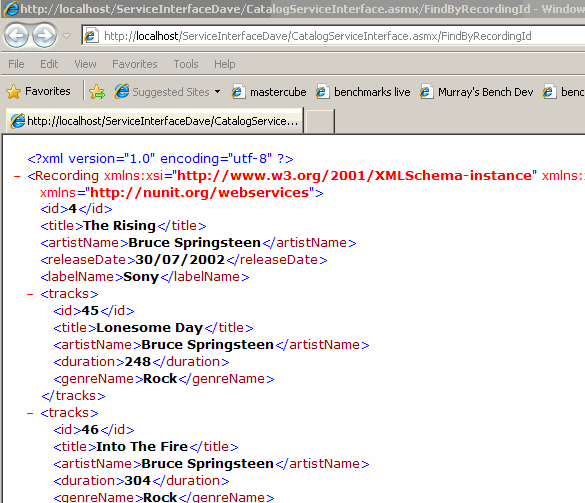 http://localhost/ServiceInterfaceDave/CatalogServiceInterface.asmx/FindByRecordingId - Window
http://localhost/ServiceInterfaceDave/CatalogServiceInterface.asmx/FindByRecordingId
File Edit View Favorites Tools Help
Favorites Suggested Sites mastercube benchmarks live Murray's Bench Dev benc
http://localhost/ServiceInterfaceDave/CatalogService...
<?xml version="1.0" encoding="utf-8" ?>
- <Recording xmlns:xsi="http://www.w3.org/2001/XMLSchema-instance" xmlns:
xmlns="http://nunit.org/webservices">
<id>4</id>
<title>The Rising</title>
<artistName>Bruce Springsteen</artistName>
<releaseDate>30/07/2002</releaseDate>
<labelName>Sony</labelName>
- <tracks>
<id>45</id>
<title>Lonesome Day</title>
<artistName>Bruce Springsteen</artistName>
<duration>248</duration>
<genreName>Rock</genreName>
</tracks>
- <tracks>
<id>46</id>
<title>Into The Fire</title>
<artistName>Bruce Springsteen</artistName>
<duration>304</duration>
<genreName>Rock</genreName>